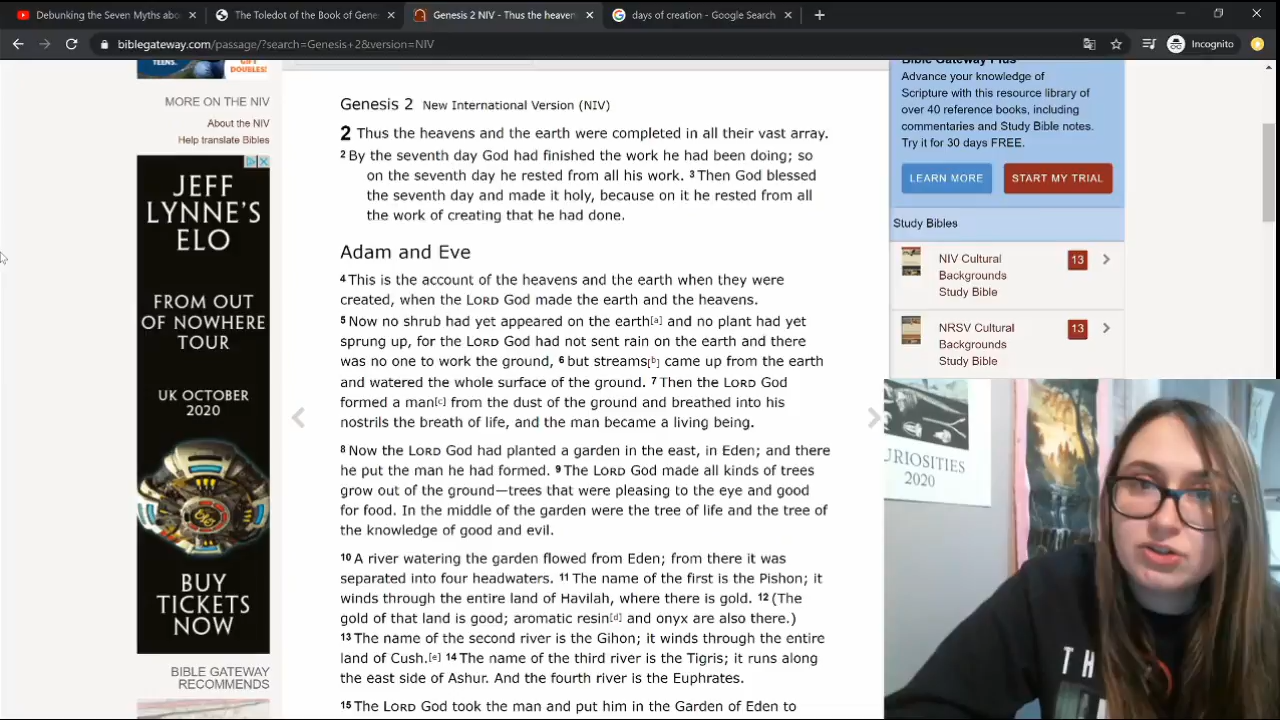 Debunking the Seven Myths abo
The Toledot of the Book of Gene
Genesis 2 NIV - Thus the heaven
days of creation - Google Search
biblegateway.com/passage/?search=Genesis+2&version=NIV
Incognito
TEENS.
GIFT
DOUBLES!
MORE ON THE NIV
About the NIV
Help translate Bibles
JEFF
LYNNE'S
ELO
FROM OUT
OF NOWHERE
TOUR
UK OCTOBER
2020
BUY
TICKETS
NOW
BIBLE GATEWAY
RECOMMENDS
Genesis 2 New International Version (NIV)
2 Thus the heavens and the earth were completed in all their vast array.
2 By the seventh day God had finished the work he had been doing; so
on the seventh day he rested from all his work. 3 Then God blessed
the seventh day and made it holy, because on it he rested from all
the work of creating that he had done.
Adam and Eve
4 This is the account of the heavens and the earth when they were
created, when the LORD God made the earth and the heavens.
5 Now no shrub had yet appeared on the earth[a] and no plant had yet
sprung up, for the LORD God had not sent rain on the earth and there
was no one to work the ground, 6 but streams[b] came up from the earth
and watered the whole surface of the ground. 7 Then the LORD God
formed a man[c] from the dust of the ground and breathed into his
nostrils the breath of life, and the man became a living being.
8 Now the LORD God had planted a garden in the east, in Eden; and there
he put the man he had formed. 9 The LORD God made all kinds of trees
grow out of the ground—trees that were pleasing to the eye and good
for food. In the middle of the garden were the tree of life and the tree of
the knowledge of good and evil.
10 A river watering the garden flowed from Eden; from there it was
separated into four headwaters. 11 The name of the first is the Pishon; it
winds through the entire land of Havilah, where there is gold. 12 (The
gold of that land is good; aromatic resin[d] and onyx are also there.)
13 The name of the second river is the Gihon; it winds through the entire
land of Cush.[e] 14 The name of the third river is the Tigris; it runs along
the east side of Ashur. And the fourth river is the Euphrates.
15 The LORD God took the man and put him in the Garden of Eden to
Bible Gateway Plus
Advance your knowledge of
Scripture with this resource library of
over 40 reference books, including
commentaries and Study Bible notes.
Try it for 30 days FREE.
LEARN MORE
START MY TRIAL
Study Bibles
NIV Cultural
Backgrounds
Study Bible
13
NRSV Cultural
Backgrounds
Study Bible
13
URIOSITIES
2020
TH